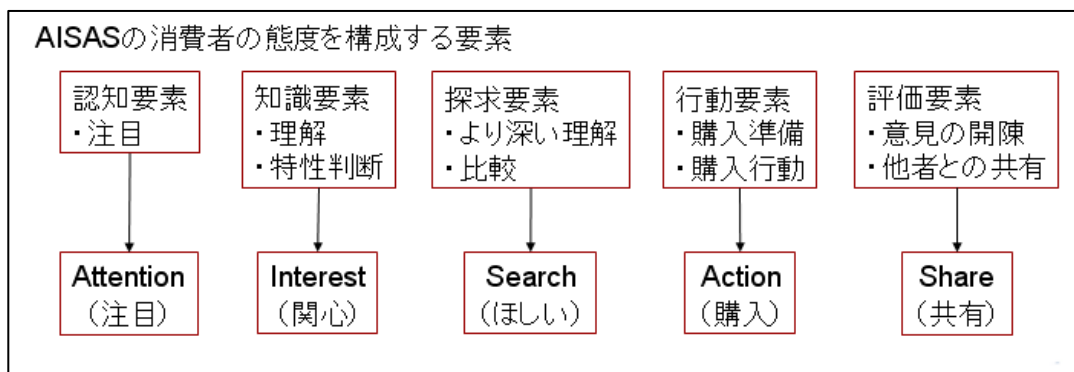 AISASの消費者の態度を構成する要素
認知要素
・注目
知識要素
・理解
・特性判断
探求要素
・より深い理解
・比較
行動要素
・購入準備
・購入行動
評価要素
・意見の開陳
・他者との共有
Attention
（注目）
Interest
（関心）
Search
（ほしい）
Action
（購入）
Share
（共有）